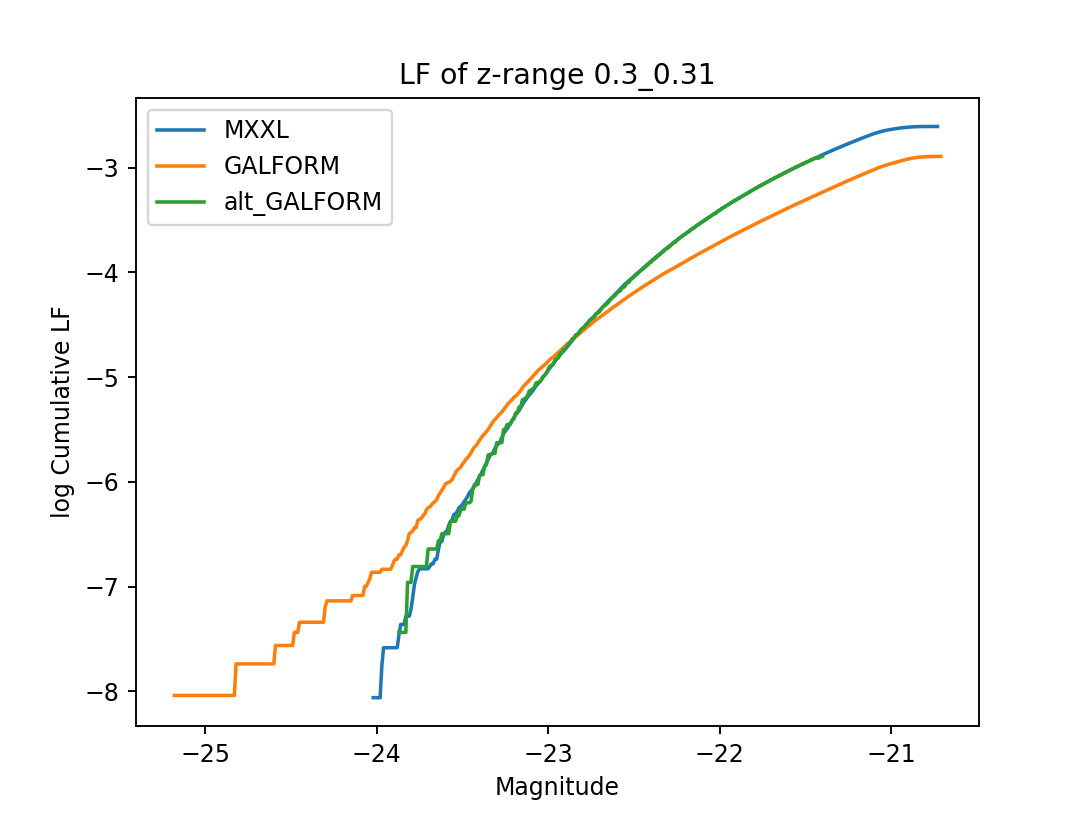 LF of z-range 0.3_0.31
MXXL
GALFORM
alt_GALFORM
log Cumulative LF
−3
−4
−5
−6
−7
−8
−25
−24
−23
−22
−21
Magnitude